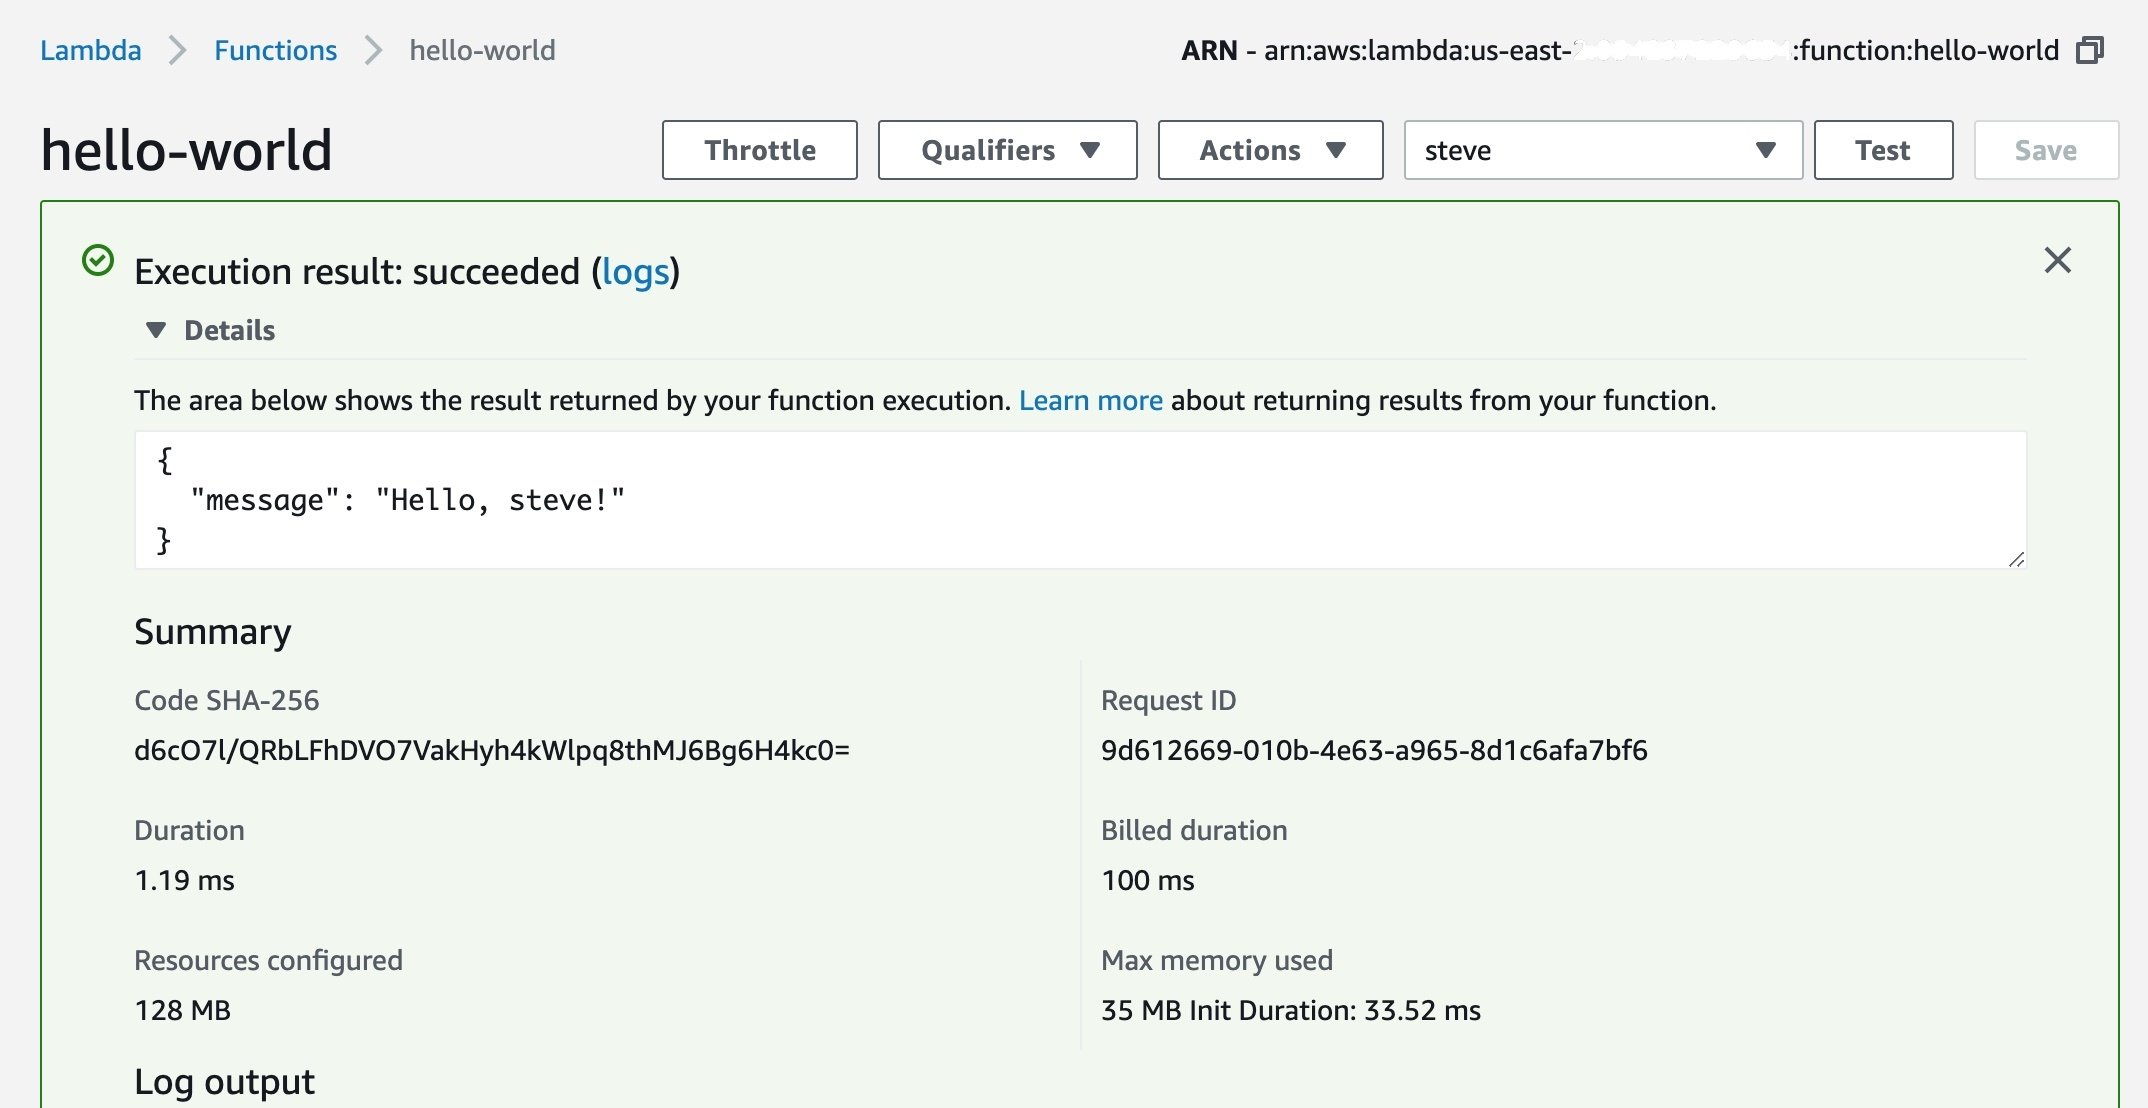 Lambda > Functions > hello-world
ARN - arn:aws:lambda:us-east- :function:hello-world
hello-world
Throttle Qualifiers Actions steve Test Save
Execution result: succeeded (logs)
Details
The area below shows the result returned by your function execution. Learn more about returning results from your function.
{
"message": "Hello, steve!"
}
Summary
Code SHA-256
d6cO7l/QRbLFhDVO7VakHyh4kWlpq8thMJ6Bg6H4kc0=
Request ID
9d612669-010b-4e63-a965-8d1c6afa7bf6
Duration
1.19 ms
Billed duration
100 ms
Resources configured
128 MB
Max memory used
35 MB Init Duration: 33.52 ms
Log output